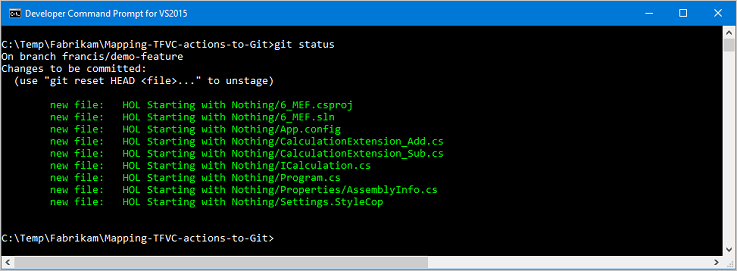 Developer Command Prompt for VS2015
C:\Temp\Fabrikam\Mapping-TFVC-actions-to-Git>git status
On branch francis/demo-feature
Changes to be committed:
  (use "git reset HEAD <file>..." to unstage)
        new file:   HOL Starting with Nothing/6_MEF.csproj
        new file:   HOL Starting with Nothing/6_MEF.sln
        new file:   HOL Starting with Nothing/App.config
        new file:   HOL Starting with Nothing/CalculationExtension_Add.cs
        new file:   HOL Starting with Nothing/CalculationExtension_Sub.cs
        new file:   HOL Starting with Nothing/ICalculation.cs
        new file:   HOL Starting with Nothing/Program.cs
        new file:   HOL Starting with Nothing/Properties/AssemblyInfo.cs
        new file:   HOL Starting with Nothing/Settings.StyleCop
C:\Temp\Fabrikam\Mapping-TFVC-actions-to-Git>